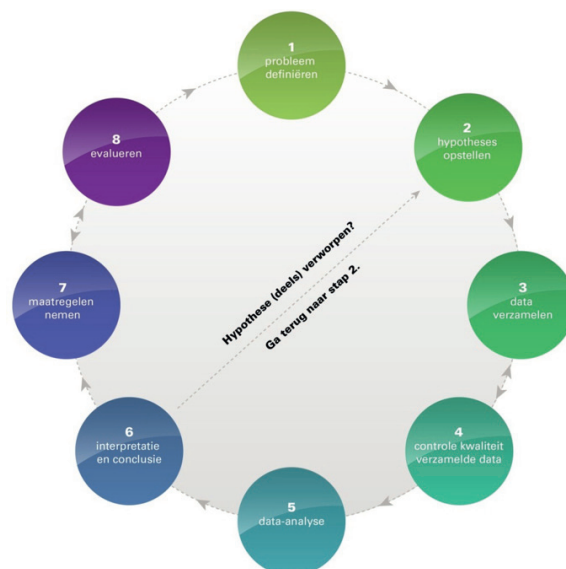 1
probleem
definiëren
2
hypotheses
opstellen
3
data
verzamelen
4
controle kwaliteit
verzamelde data
5
data-analyse
6
interpretatie
en conclusie
7
maatregelen
nemen
8
evalueren
Hypothese (deels) verworpen?
Ga terug naar stap 2.